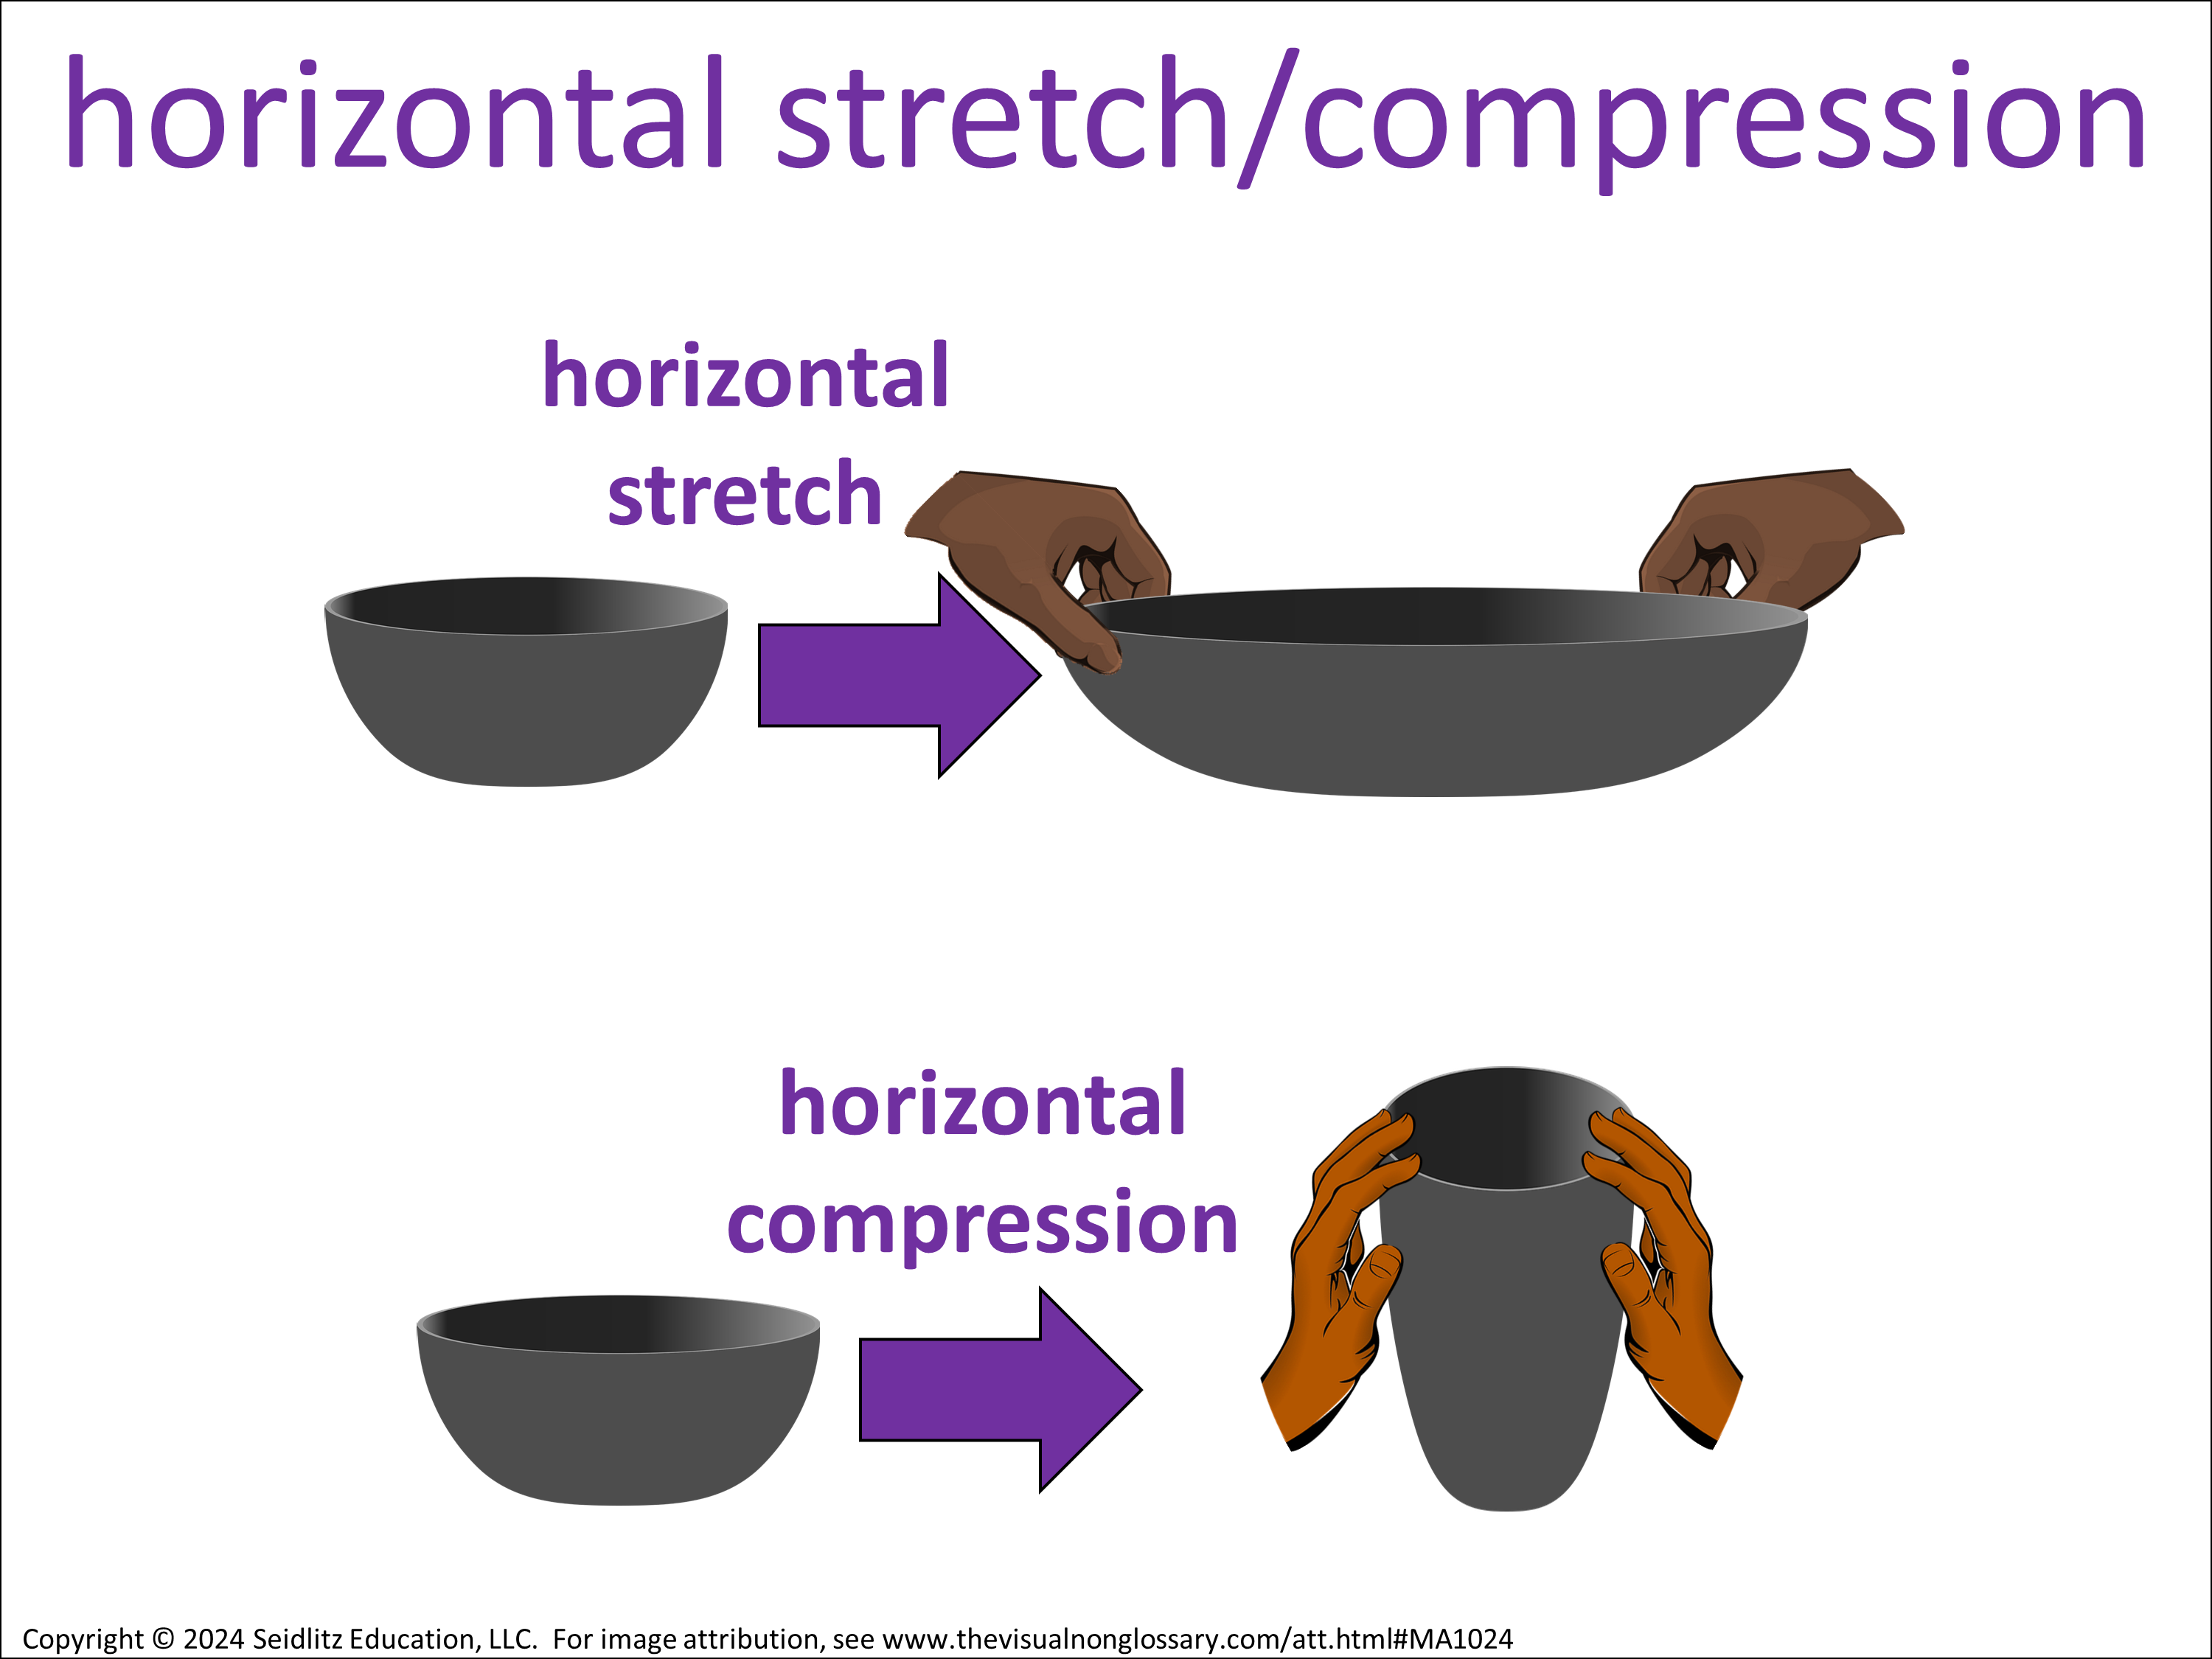 horizontal stretch/compression
horizontal
stretch
horizontal
compression
Copyright © 2024 Seidlitz Education, LLC.  For image attribution, see www.thevisualnonglossary.com/att.html#MA1024